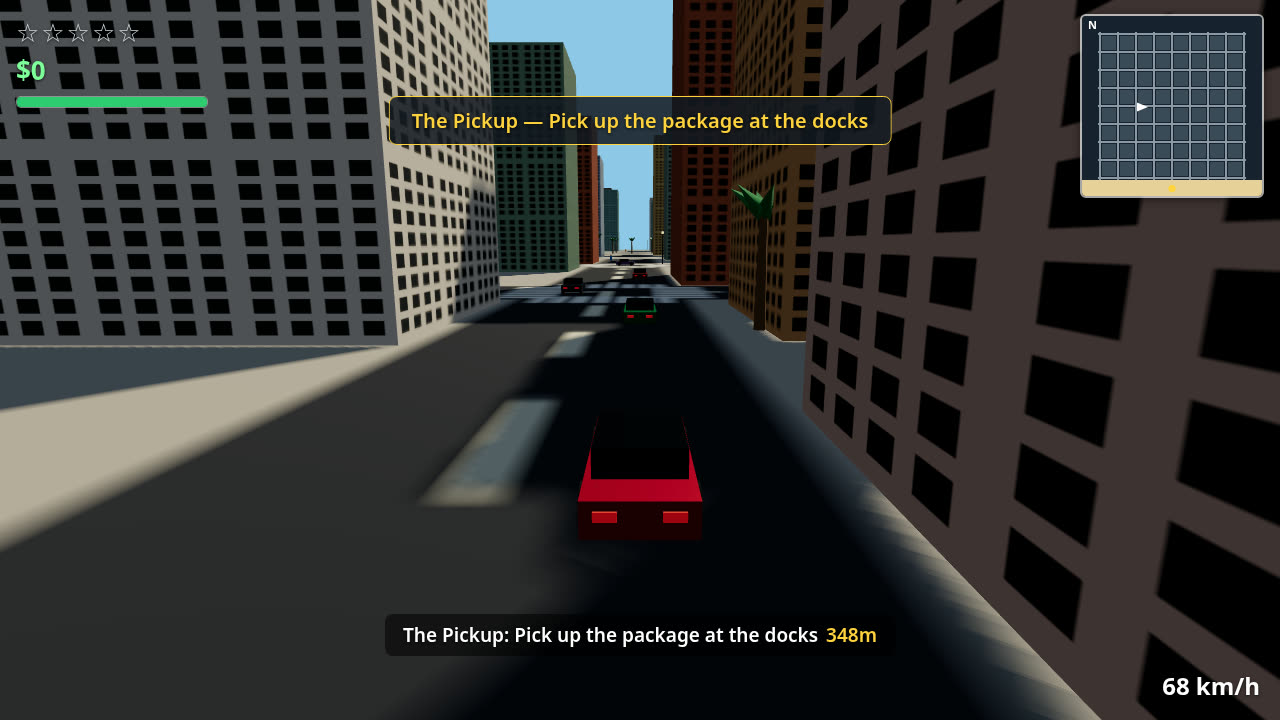 $0
N
The Pickup — Pick up the package at the docks
The Pickup: Pick up the package at the docks 348m
68 km/h